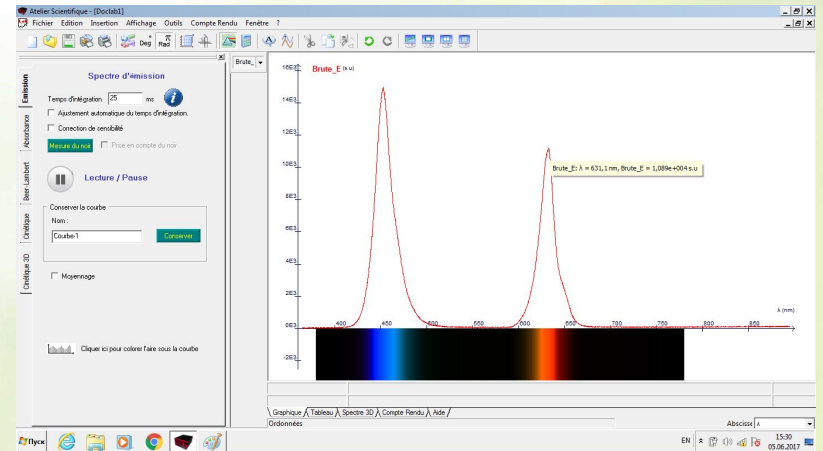 Atelier Scientifique - [Doclab1]
Fichier Edition Insertion Affichage Outils Compte Rendu Fenêtre ?
Deg π Rad
Brute_
Spectre d'émission
Temps d'intégration 25 ms
Ajustement automatique du temps d'intégration.
Correction de sensibilité
Mesure du noir Prise en compte du noir
Lecture / Pause
Conserver la courbe
Nom :
Courbe-1 Conserver
Moyennage
Cliquer ici pour colorer l'aire sous la courbe
Emission
Absorbance
Beer-Lambert
Cinétique
Cinétique 3D
16E3 Brute_E (s.u)
14E3
12E3
10E3
Brute_E: λ = 631,1 nm, Brute_E = 1,089e+004 s.u
8E3
6E3
4E3
2E3
λ (nm)
0E3 400 450 500 550 600 650 700 750 800 850
-2E3
Graphique Tableau Spectre 3D Compte Rendu Aide
Ordonnées Abscisse λ
Пуск EN 15:30
05.06.2017